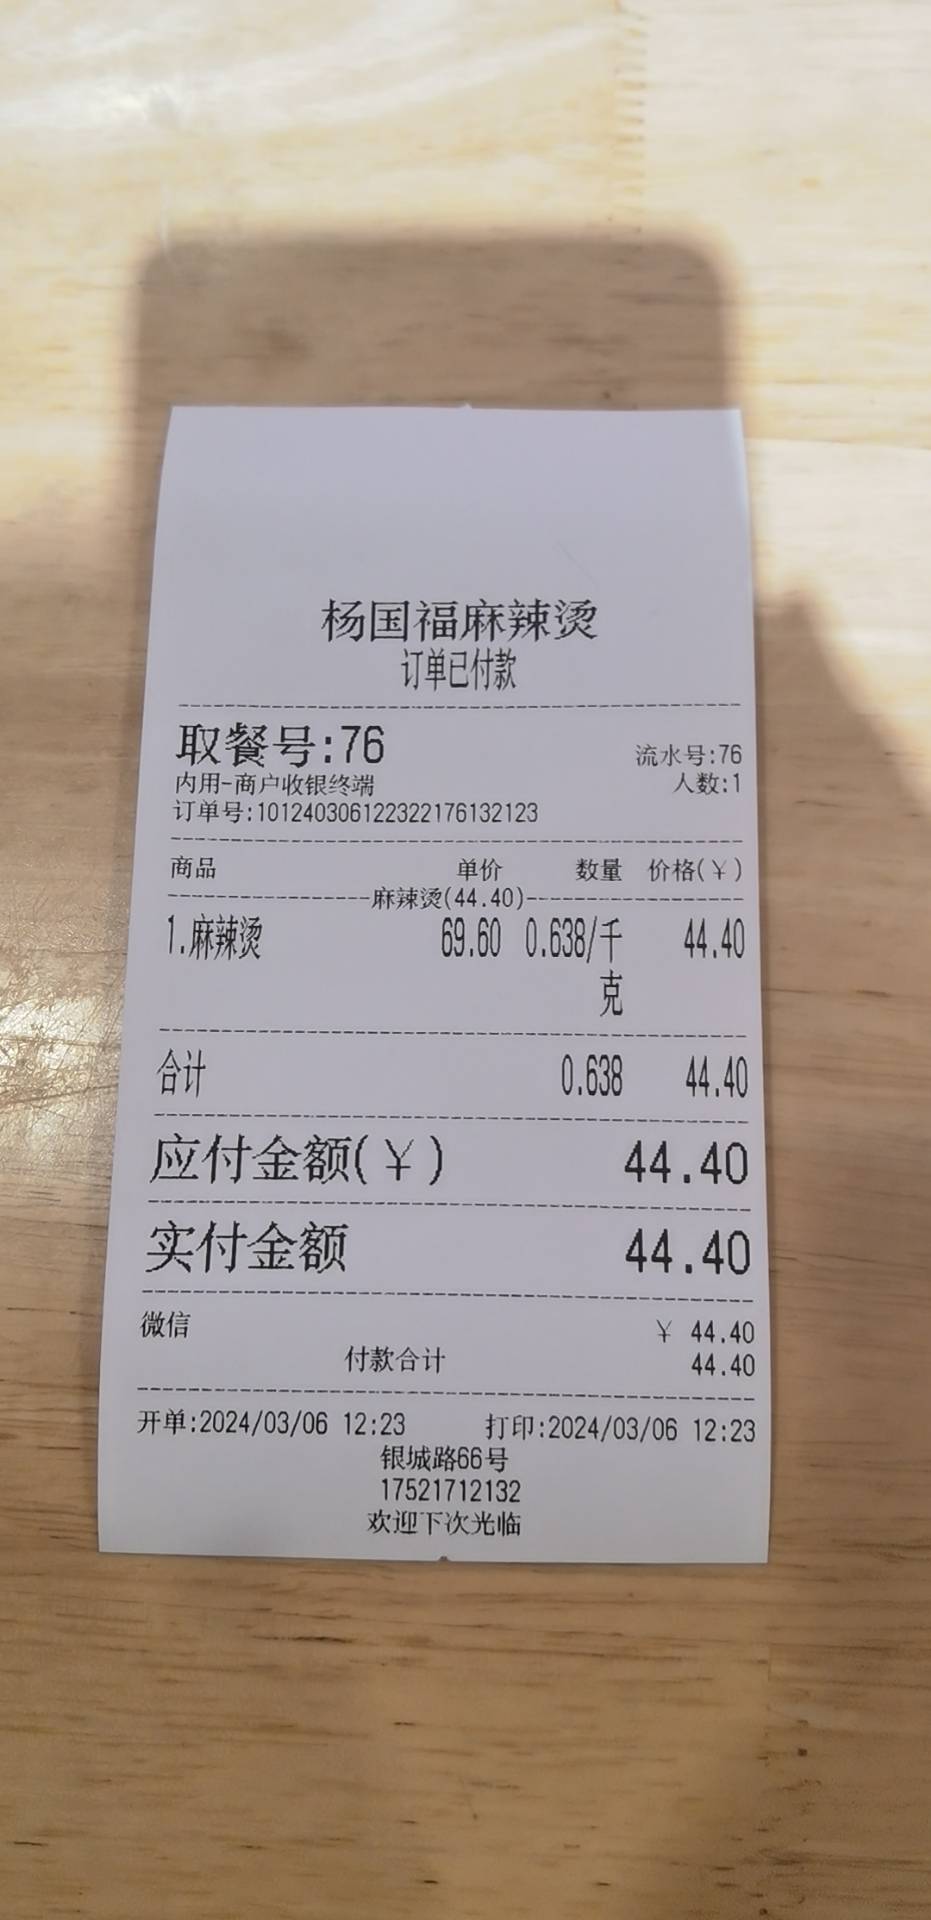 杨国福麻辣烫
订单已付款
取餐号:76 流水号:76
内用-商户收银终端 人数:1
订单号:1012403061223221761​32123
商品 单价 数量 价格(¥)
麻辣烫(44.40)
1.麻辣烫 69.60 0.638/千 44.40
克
合计 0.638 44.40
应付金额(¥) 44.40
实付金额 44.40
微信 ¥ 44.40
付款合计 44.40
开单:2024/03/06 12:23 打印:2024/03/06 12:23
银城路66号
17521712132
欢迎下次光临